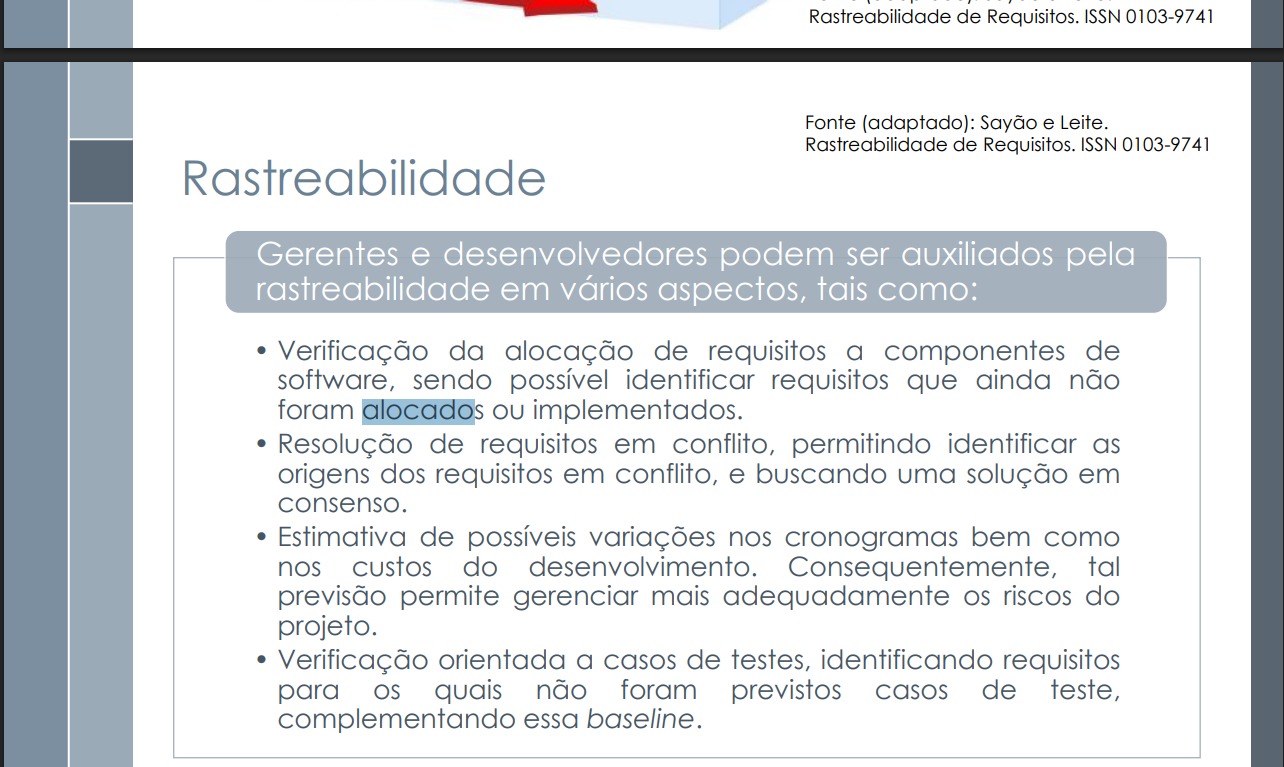 Rastreabilidade de Requisitos. ISSN 0103-9741
Fonte (adaptado): Sayão e Leite.
Rastreabilidade de Requisitos. ISSN 0103-9741
Rastreabilidade
Gerentes e desenvolvedores podem ser auxiliados pela
rastreabilidade em vários aspectos, tais como:
• Verificação da alocação de requisitos a componentes de
software, sendo possível identificar requisitos que ainda não
foram alocados ou implementados.
• Resolução de requisitos em conflito, permitindo identificar as
origens dos requisitos em conflito, e buscando uma solução em
consenso.
• Estimativa de possíveis variações nos cronogramas bem como
nos custos do desenvolvimento. Consequentemente, tal
previsão permite gerenciar mais adequadamente os riscos do
projeto.
• Verificação orientada a casos de testes, identificando requisitos
para os quais não foram previstos casos de teste,
complementando essa baseline.